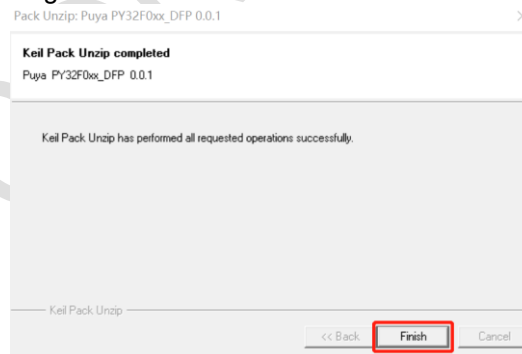 Pack Unzip: Puya PY32F0xx_DFP 0.0.1
Keil Pack Unzip completed
Puya PY32F0xx_DFP 0.0.1
Keil Pack Unzip has performed all requested operations successfully.
Keil Pack Unzip
<< Back Finish Cancel